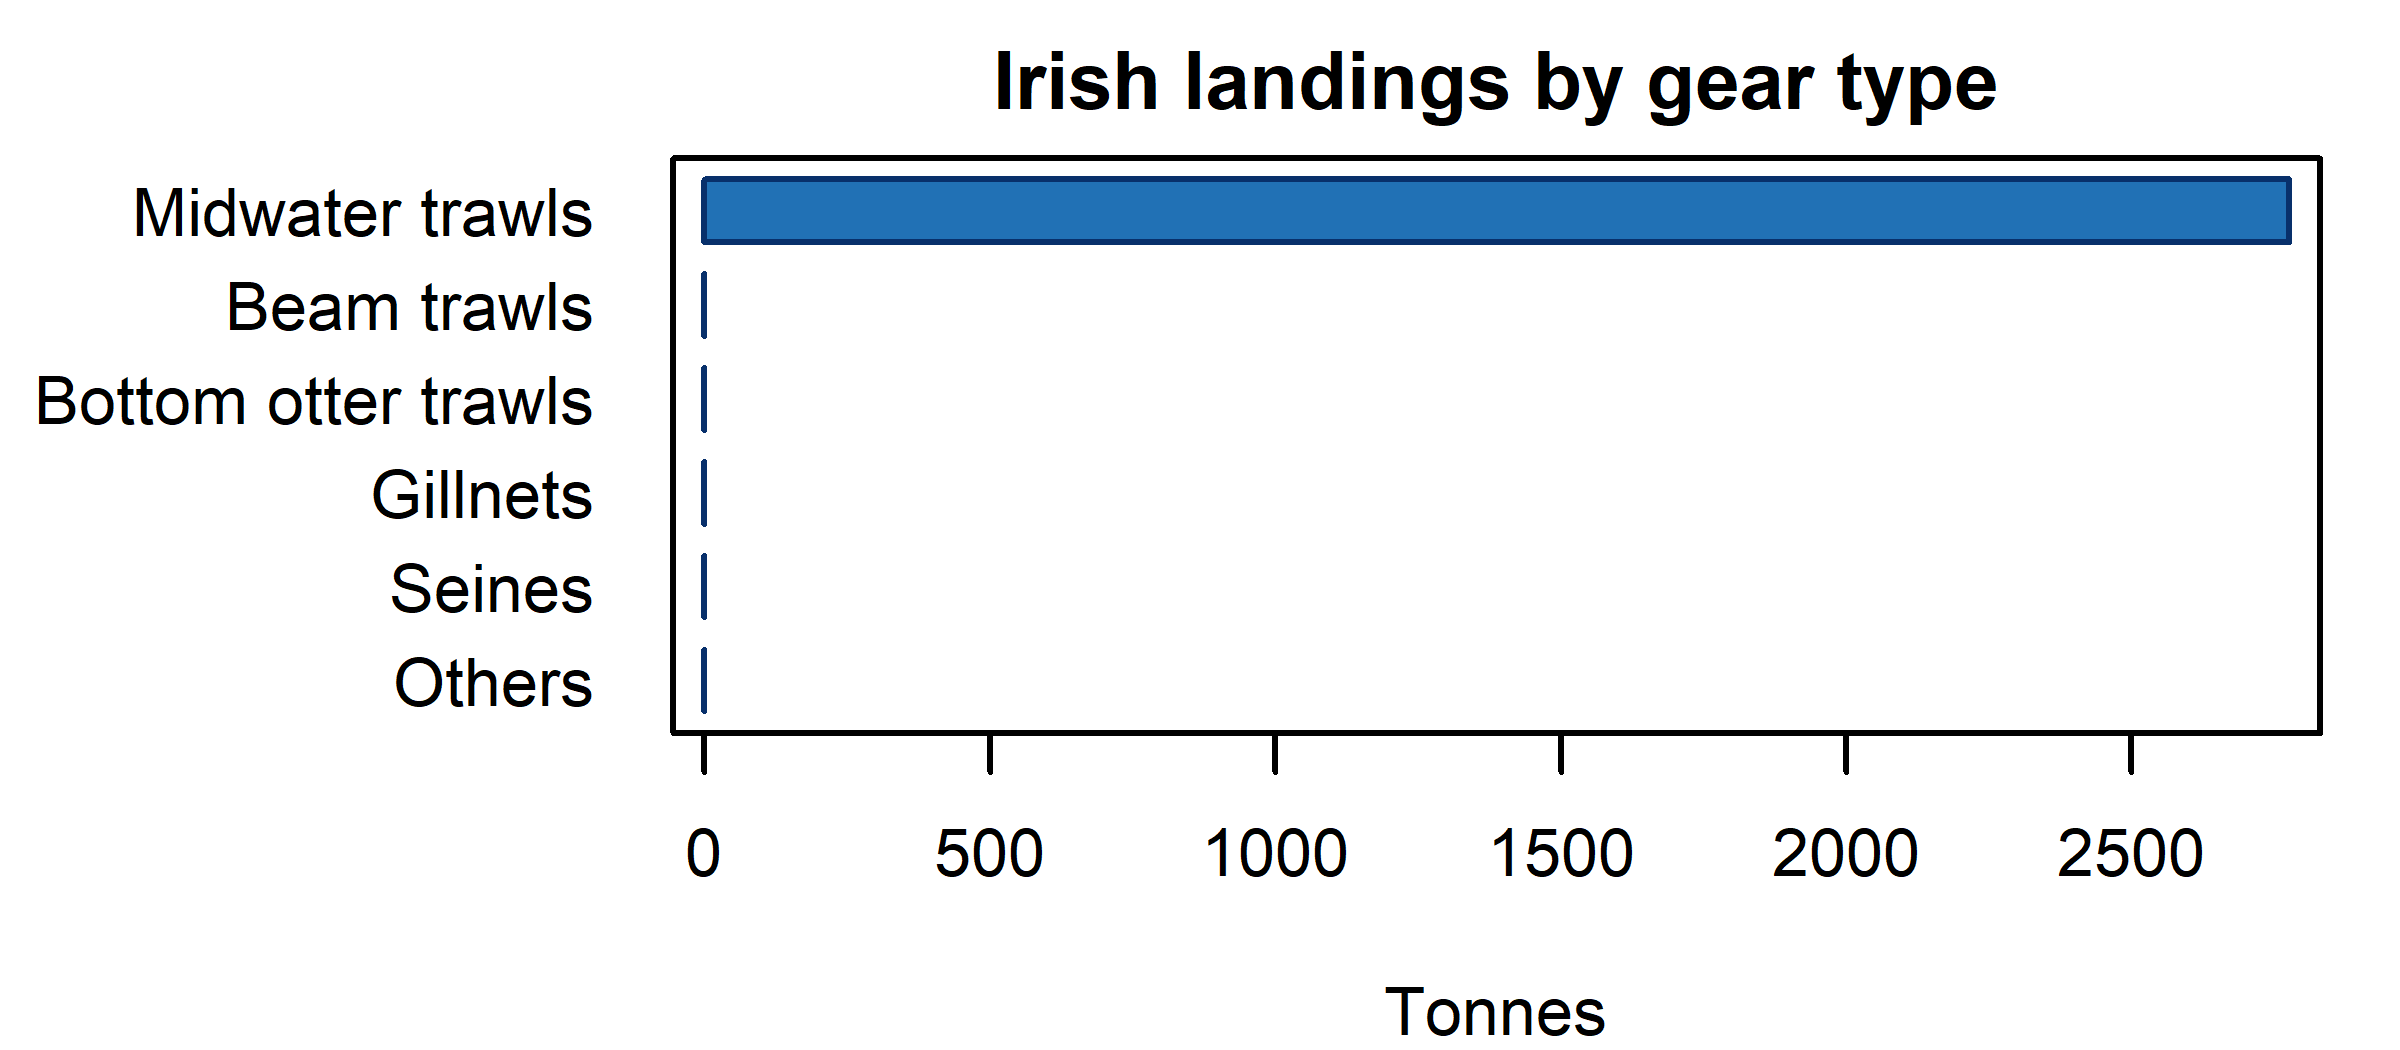 Irish landings by gear type
Midwater trawls
Beam trawls
Bottom otter trawls
Gillnets
Seines
Others
0 500 1000 1500 2000 2500
Tonnes